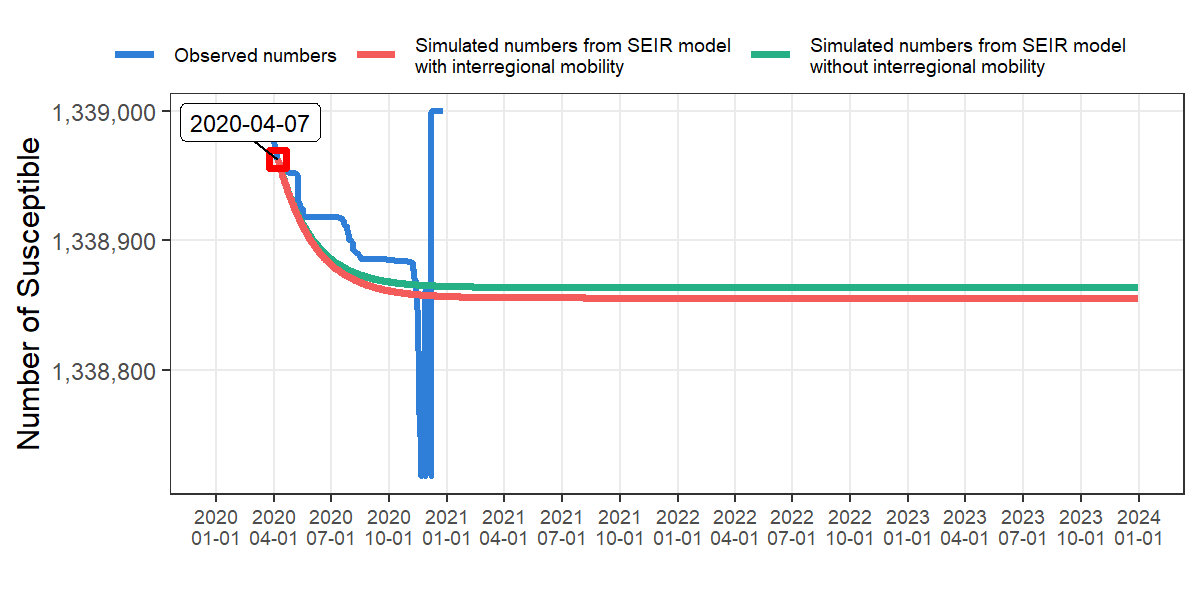 Observed numbers
Simulated numbers from SEIR model
with interregional mobility
Simulated numbers from SEIR model
without interregional mobility
Number of Susceptible
1,339,000
1,338,900
1,338,800
2020-04-07
2020 2020 2020 2020 2021 2021 2021 2021 2022 2022 2022 2022 2023 2023 2023 2023 2024
01-01 04-01 07-01 10-01 01-01 04-01 07-01 10-01 01-01 04-01 07-01 10-01 01-01 04-01 07-01 10-01 01-01